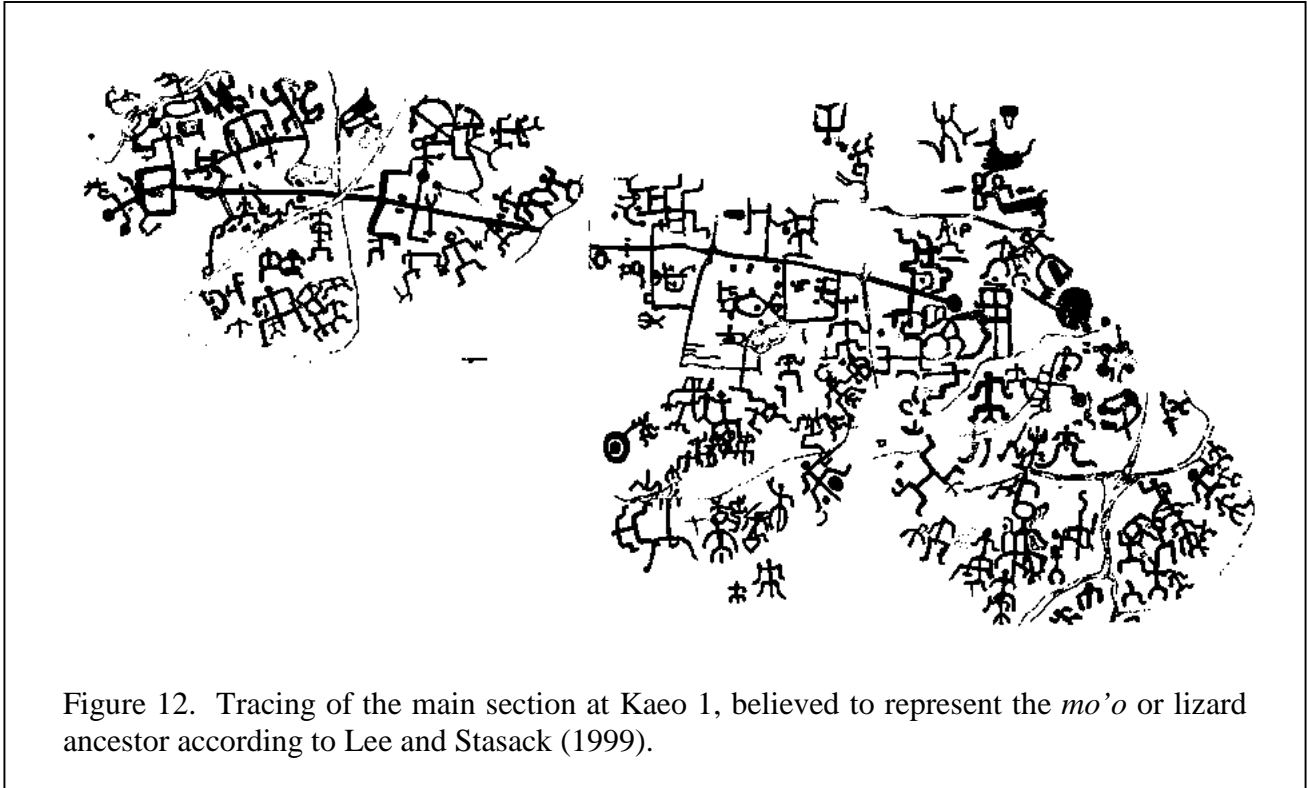 Figure 12. Tracing of the main section at Kaeo 1, believed to represent the mo’o or lizard
ancestor according to Lee and Stasack (1999).